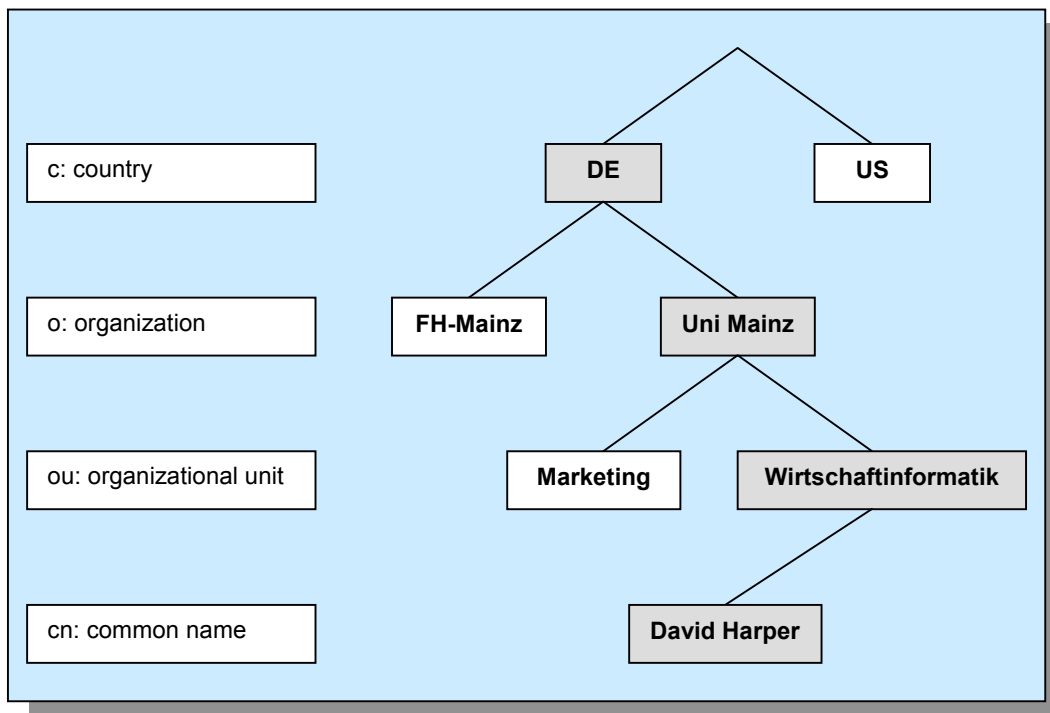 c: country
DE
US
o: organization
FH-Mainz
Uni Mainz
ou: organizational unit
Marketing
Wirtschaftinformatik
cn: common name
David Harper